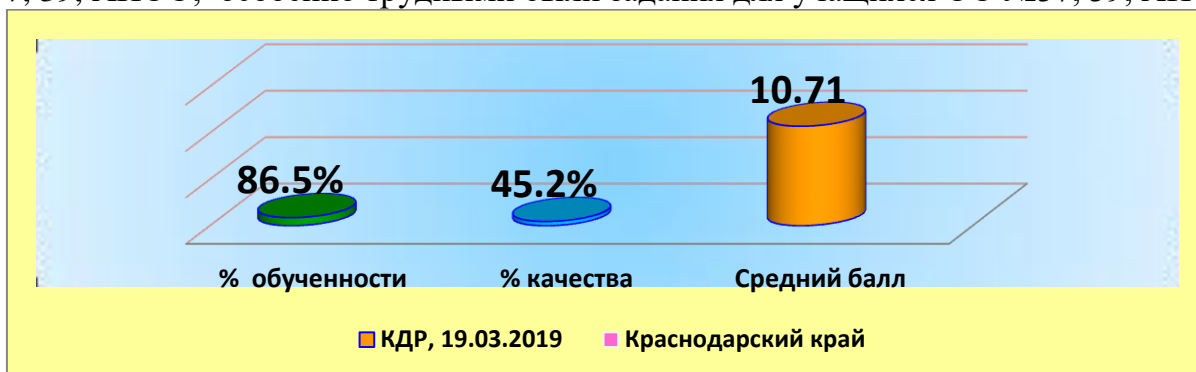 10.71
86.5%
45.2%
% обученности
% качества
Средний балл
КДР, 19.03.2019
Краснодарский край